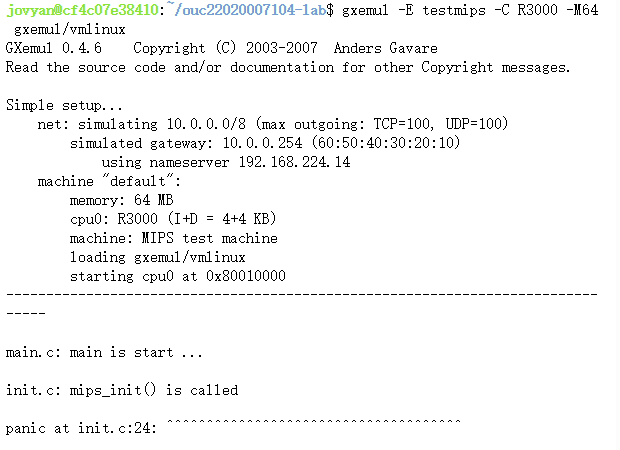 jovyan@cf4c07e38410:~/ouc22020007104-lab$ gxemul -E testmips -C R3000 -M64
 gxemul/vmlinux
GXemul 0.4.6    Copyright (C) 2003-2007  Anders Gavare
Read the source code and/or documentation for other Copyright messages.

Simple setup...
    net: simulating 10.0.0.0/8 (max outgoing: TCP=100, UDP=100)
        simulated gateway: 10.0.0.254 (60:50:40:30:20:10)
            using nameserver 192.168.224.14
    machine "default":
        memory: 64 MB
        cpu0: R3000 (I+D = 4+4 KB)
        machine: MIPS test machine
        loading gxemul/vmlinux
        starting cpu0 at 0x80010000
---------------------------------------------------------------------------
-----

main.c: main is start ...

init.c: mips_init() is called

panic at init.c:24: ^^^^^^^^^^^^^^^^^^^^^^^^^^^^^^^^^^^^^